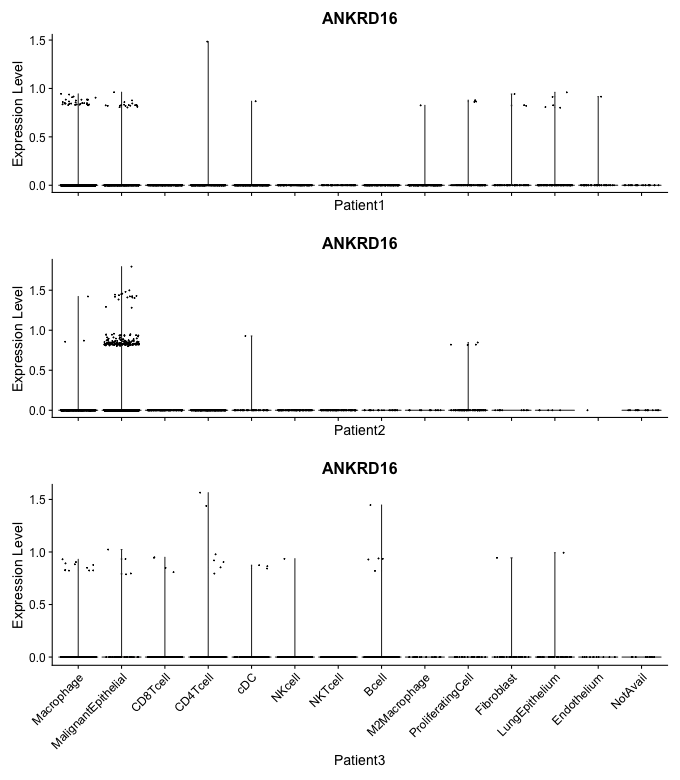 ANKRD16
Expression Level
1.5
1.0
0.5
0.0
Patient1
ANKRD16
Expression Level
1.5
1.0
0.5
0.0
Patient2
ANKRD16
Expression Level
1.5
1.0
0.5
0.0
Macrophage
MalignantEpithelial
CD8Tcell
CD4Tcell
cDC
NKcell
NKTcell
Bcell
M2Macrophage
ProliferatingCell
Fibroblast
LungEpithelium
Endothelium
NotAvail
Patient3